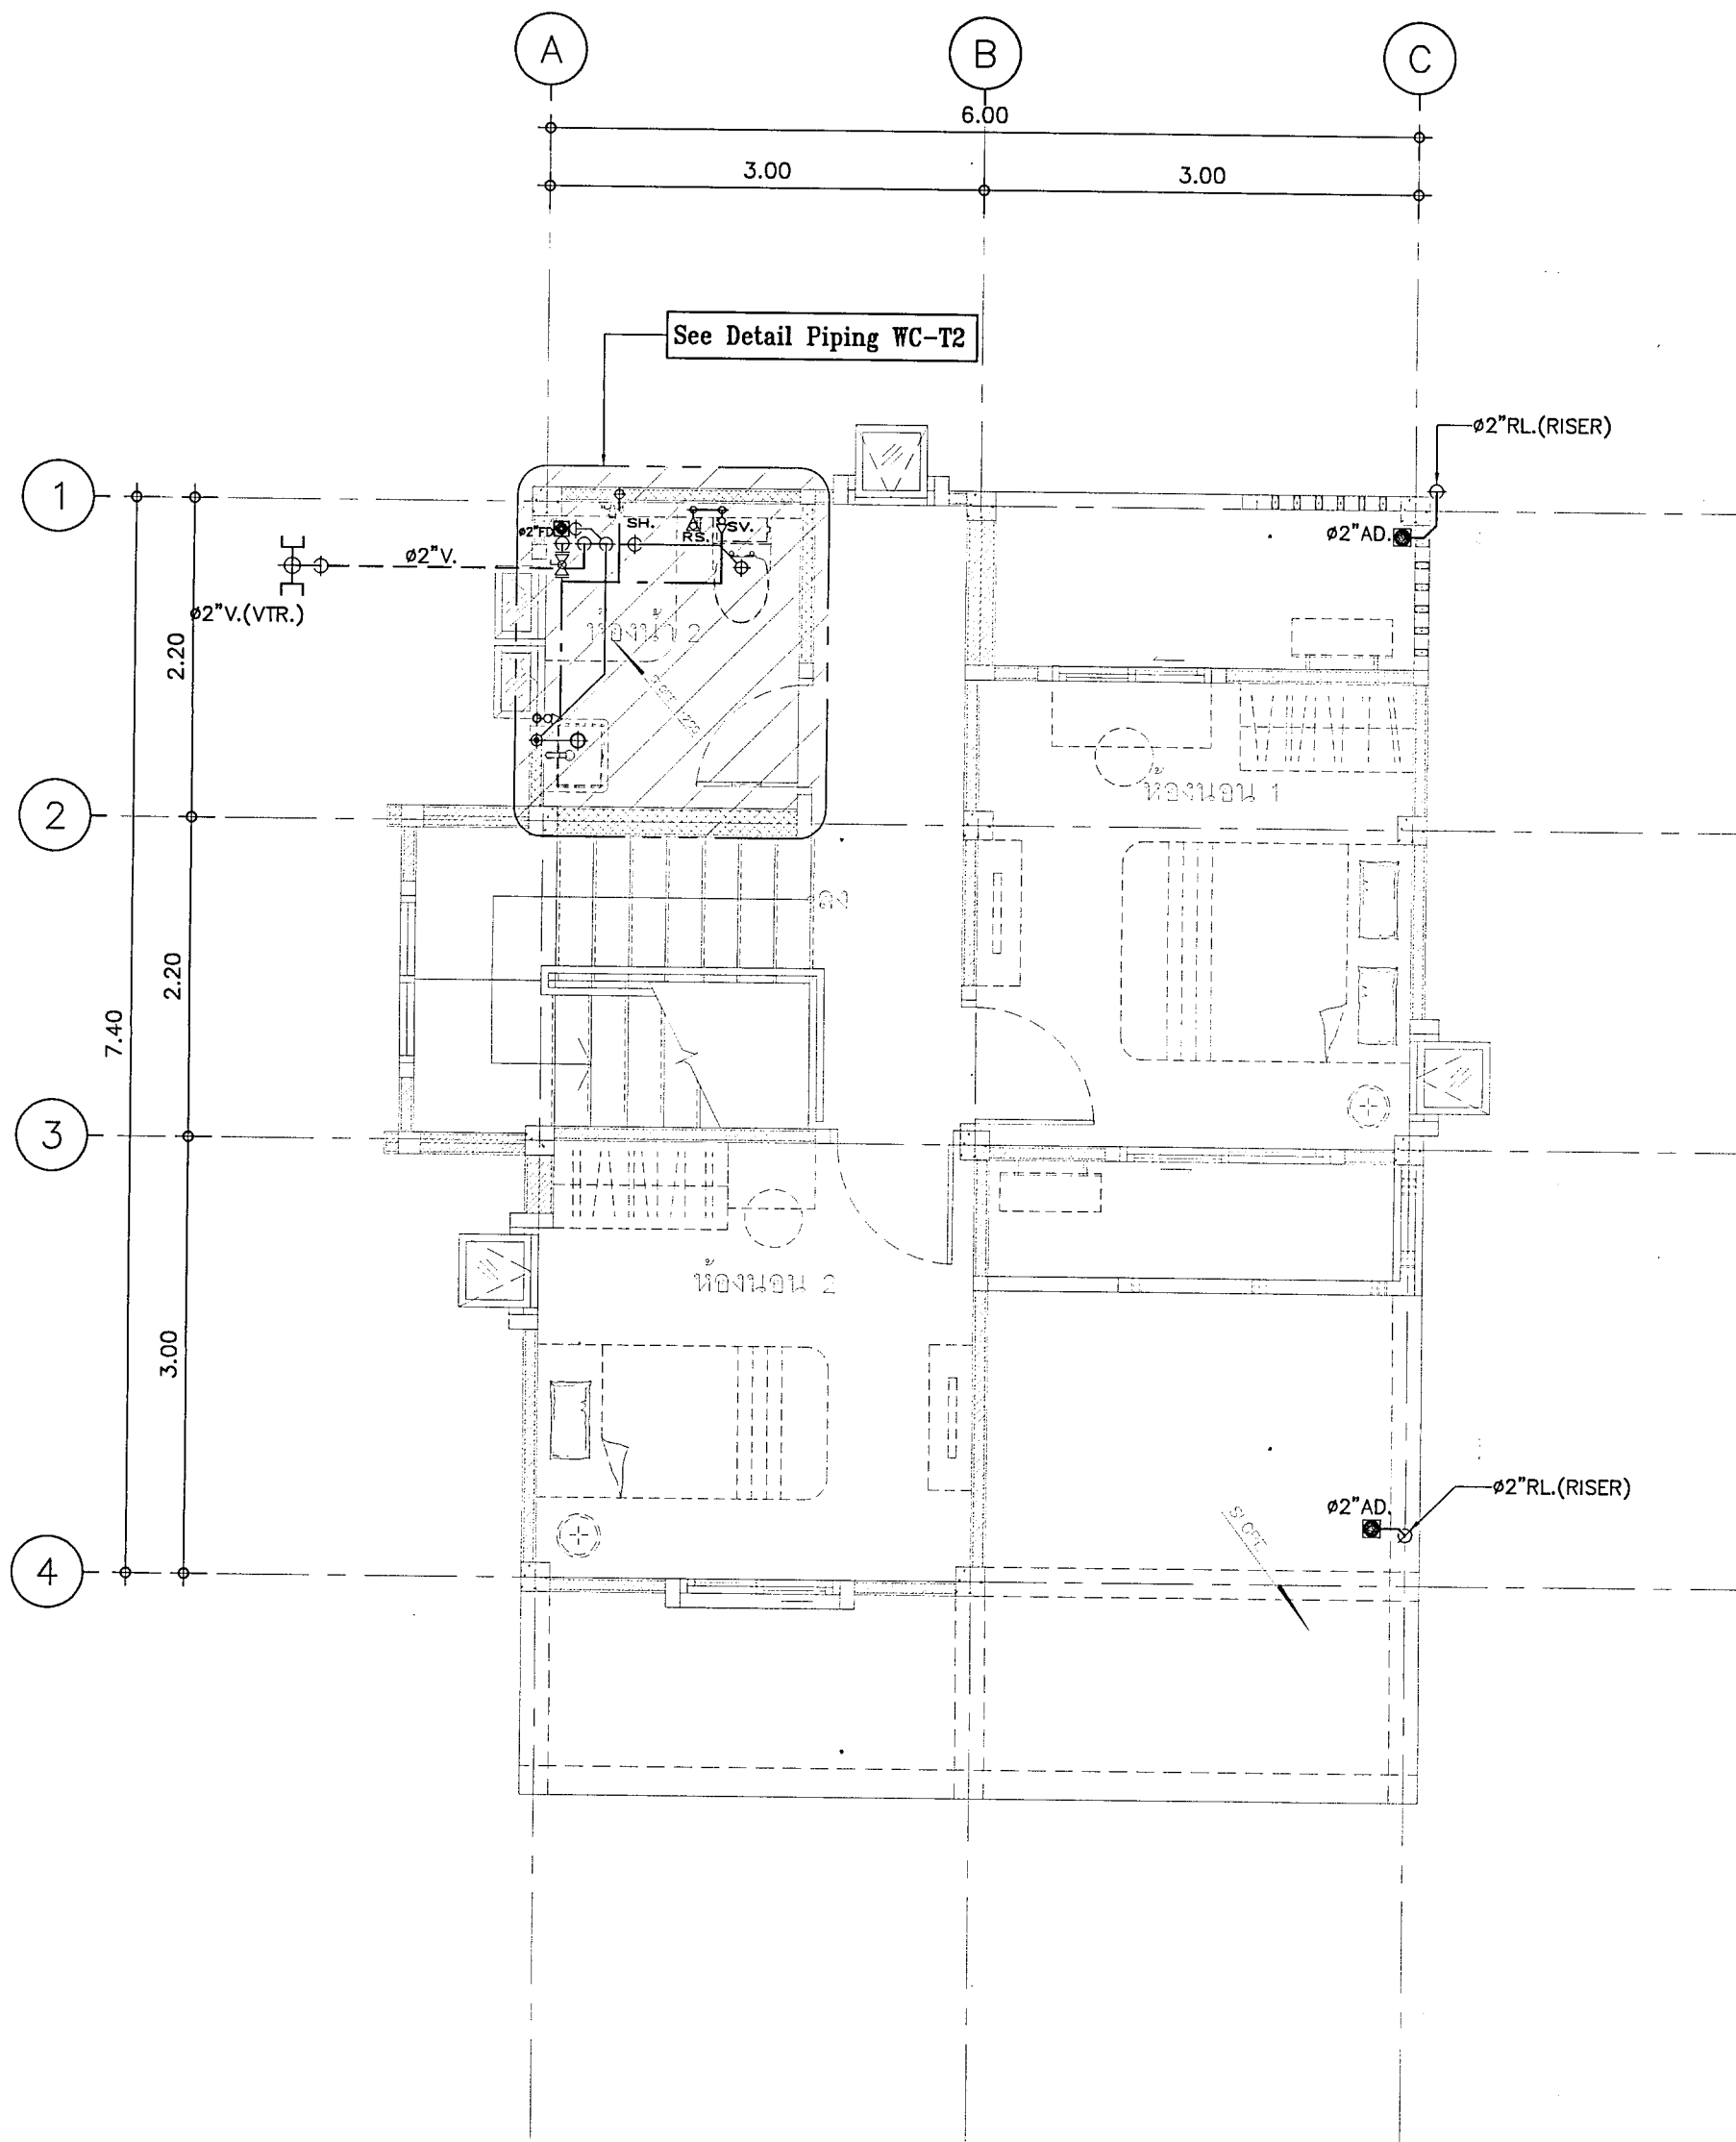 A
B
C
6.00
3.00
3.00
See Detail Piping WC-T2
ø2"RL.(RISER)
1
SH.
SV.
RS.
ø2"FD
ø2"AD.
ø2"V.
ø2"V.(VTR.)
ห้องน้ำ 2
2.20
2
ห้องนอน 1
ลง
2.20
7.40
3
ห้องนอน 2
3.00
ø2"RL.(RISER)
ø2"AD.
SLOPE
4